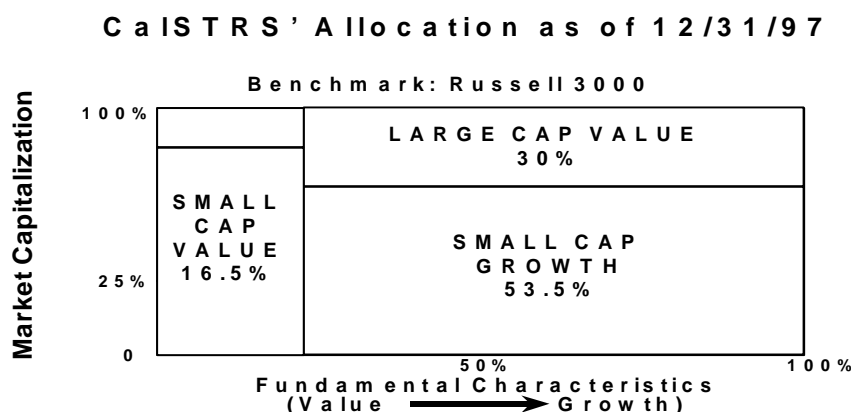 CalSTRS’ Allocation as of 12/31/97
Benchmark: Russell 3000
Market Capitalization
100%
LARGE CAP VALUE
30%
SMALL
CAP
VALUE
16.5%
SMALL CAP
GROWTH
53.5%
25%
0
50%
100%
Fundamental Characteristics
(Value Growth)